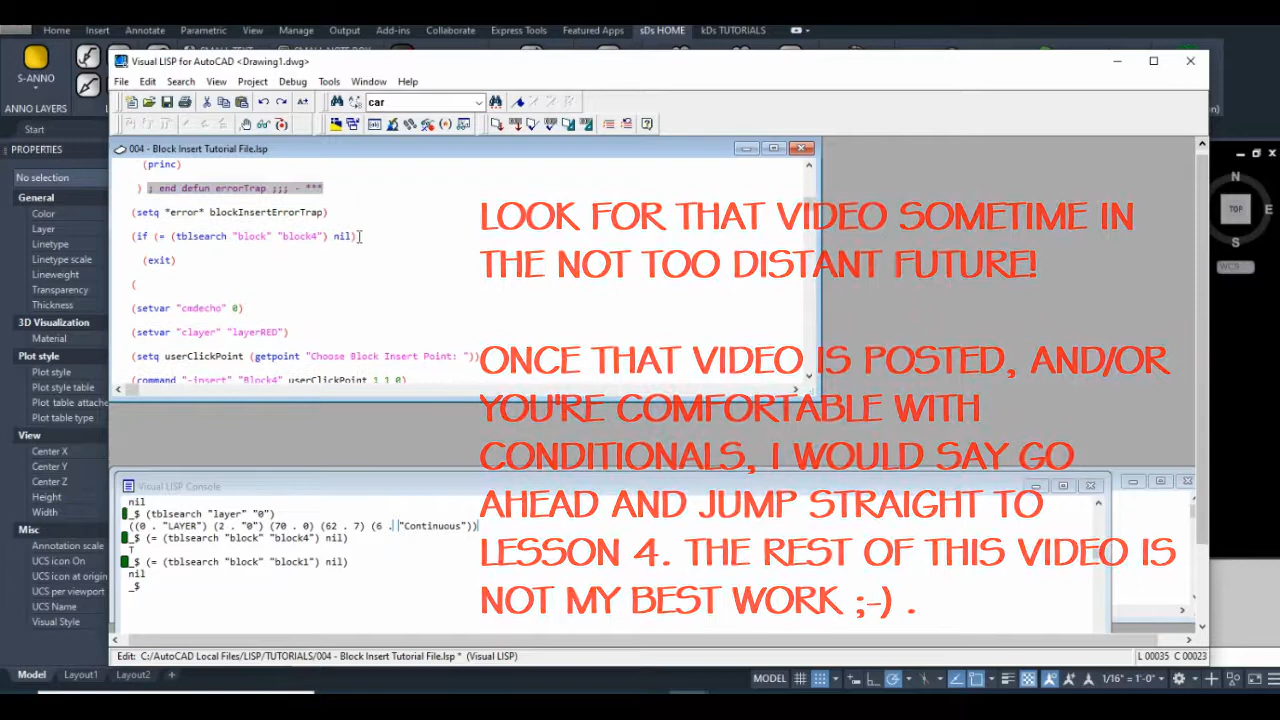 Home Insert Annotate Parametric View Manage Output Add-ins Collaborate Express Tools Featured Apps sDs HOME kDs TUTORIALS
S-ANNO
ANNO LAYERS
Start
PROPERTIES
No selection
General
Color
Layer
Linetype
Linetype scale
Lineweight
Transparency
Thickness
3D Visualization
Material
Plot style
Plot style
Plot style table
Plot table attache
Plot table type
View
Center X
Center Y
Center Z
Height
Width
Misc
Annotation scale
UCS icon On
UCS icon at origin
UCS per viewport
UCS Name
Visual Style
Visual LISP for AutoCAD <Drawing1.dwg>
File Edit Search View Project Debug Tools Window Help
car
004 - Block Insert Tutorial File.lsp
(princ)
) ; end defun errorTrap ;;; - ***
(setq *error* blockInsertErrorTrap)
(if (= (tblsearch "block" "block4") nil)
(exit)
(
(setvar "cmdecho" 0)
(setvar "clayer" "layerRED")
(setq userClickPoint (getpoint "Choose Block Insert Point: "))
(command "-insert" "Block4" userClickPoint 1 1 0)
LOOK FOR THAT VIDEO SOMETIME IN
THE NOT TOO DISTANT FUTURE!
ONCE THAT VIDEO IS POSTED, AND/OR
YOU'RE COMFORTABLE WITH
CONDITIONALS, I WOULD SAY GO
AHEAD AND JUMP STRAIGHT TO
LESSON 4. THE REST OF THIS VIDEO IS
NOT MY BEST WORK ;-) .
Visual LISP Console
nil
_$ (tblsearch "layer" "0")
((0 . "LAYER") (2 . "0") (70 . 0) (62 . 7) (6 . "Continuous"))
_$ (= (tblsearch "block" "block4") nil)
T
_$ (= (tblsearch "block" "block1") nil)
nil
_$
Edit: C:/AutoCAD Local Files/LISP/TUTORIALS/004 - Block Insert Tutorial File.lsp * (Visual LISP)
L 00035 C 00023
N
W TOP E
S
WCS
Model Layout1 Layout2 +
MODEL
1/16" = 1'-0"